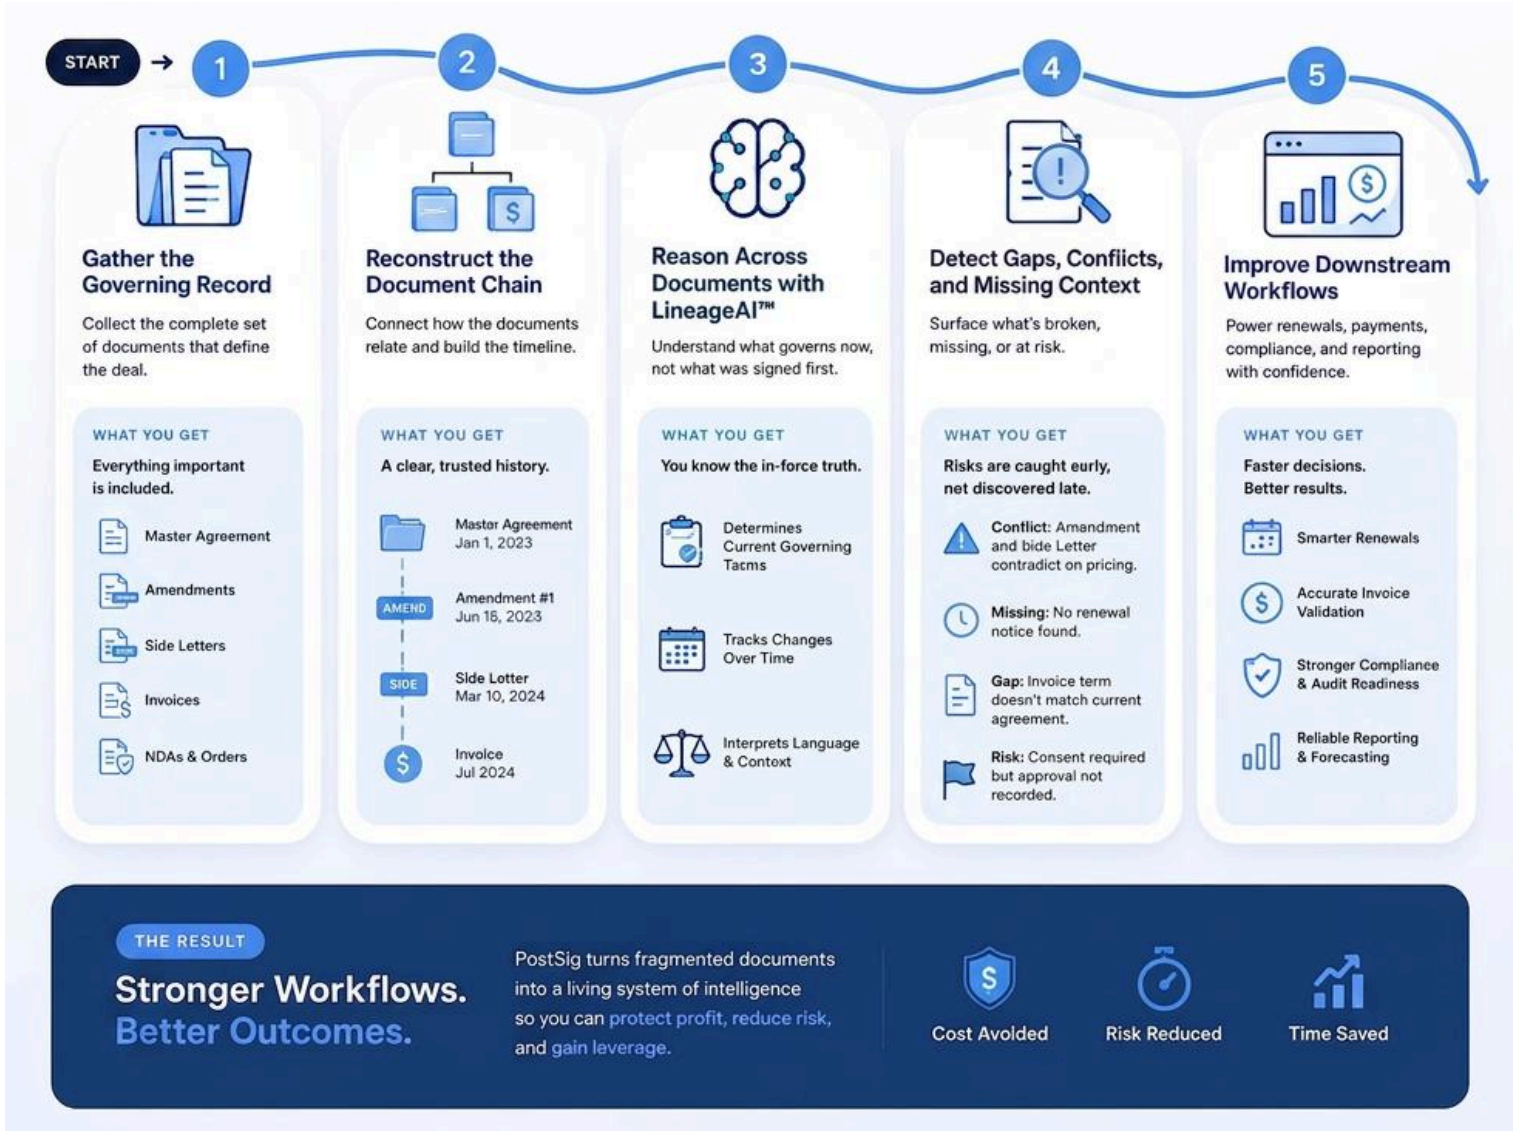 START
1
2
3
4
5
Gather the
Governing Record
Collect the complete set
of documents that define
the deal.
WHAT YOU GET
Everything important
is included.
Master Agreement
Amendments
Side Letters
Invoices
NDAs & Orders
$
Reconstruct the
Document Chain
Connect how the documents
relate and build the timeline.
WHAT YOU GET
A clear, trusted history.
Master Agreement
Jan 1, 2023
AMEND
Amendment #1
Jun 15, 2023
SIDE
Side Lotter
Mar 10, 2024
$
Invoice
Jul 2024
Reason Across
Documents with
LineageAI™
Understand what governs now,
not what was signed first.
WHAT YOU GET
You know the in-force truth.
Determines
Current Governing
Tacms
Tracks Changes
Over Time
Interprets Language
& Context
!
Detect Gaps, Conflicts,
and Missing Context
Surface what's broken,
missing, or at risk.
WHAT YOU GET
Risks are caught eurly,
net discovered late.
Conflict: Amandment
and bide Letter
contradict on pricing.
Missing: No renewal
notice found.
Gap: Invoice term
doesn't match current
agreement.
Risk: Consent required
but approval not
recorded.
$
Improve Downstream
Workflows
Power renewals, payments,
compliance, and reporting
with confidence.
WHAT YOU GET
Faster decisions.
Better results.
Smarter Renewals
$
Accurate Invoice
Validation
Stronger Compliance
& Audit Readiness
Reliable Reporting
& Forecasting
THE RESULT
Stronger Workflows.
Better Outcomes.
PostSig turns fragmented documents
into a living system of intelligence
so you can protect profit, reduce risk,
and gain leverage.
$
Cost Avolded
Risk Reduced
Time Saved